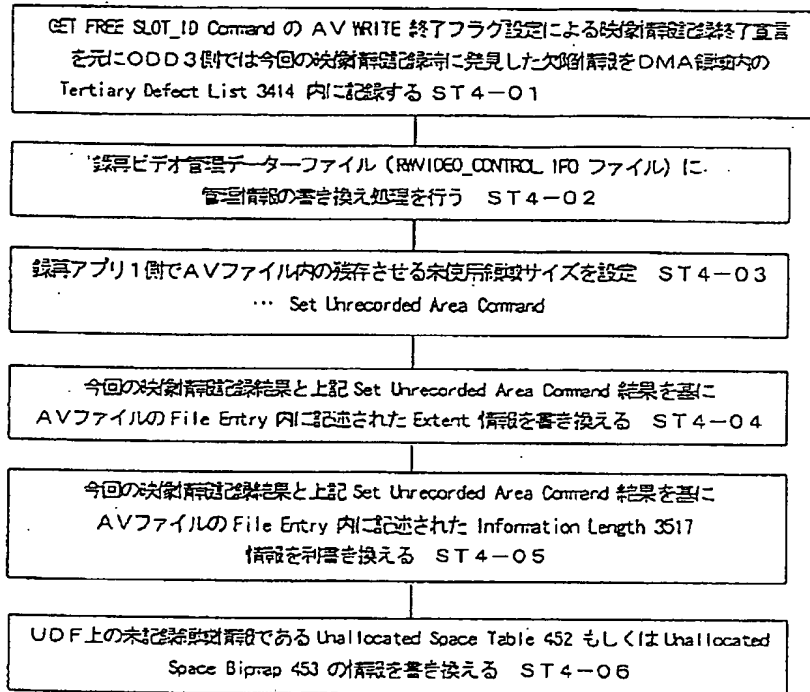 GET FREE SLOT_ID Command の ＡＶ WRITE 終了フラグ設定による映像情報記録終了宣言
を元にＯＤＤ３側では今回の映像情報記録時に発見した欠陥情報をＤＭＡ領域内の
Tertiary Defect List 3414 内に記録する ＳＴ４－０１
録再ビデオ管理データーファイル（RWVIDEO_CONTROL. IFO ファイル）に
管理情報の書き換え処理を行う ＳＴ４－０２
録再アプリ１側でＡＶファイル内の残存させる未使用領域サイズを設定 ＳＴ４－０３
… Set Unrecorded Area Command
今回の映像情報記録結果と上記 Set Unrecorded Area Command 結果を基に
ＡＶファイルの File Entry 内に記述された Extent 情報を書き換える ＳＴ４－０４
今回の映像情報記録結果と上記 Set Unrecorded Area Command 結果を基に
ＡＶファイルの File Entry 内に記述された Information Length 3517
情報を利書き換える ＳＴ４－０５
ＵＤＦ上の未記録領域情報である Unallocated Space Table 452 もしくは Unallocated
Space Bitmap 453 の情報を書き換える ＳＴ４－０６